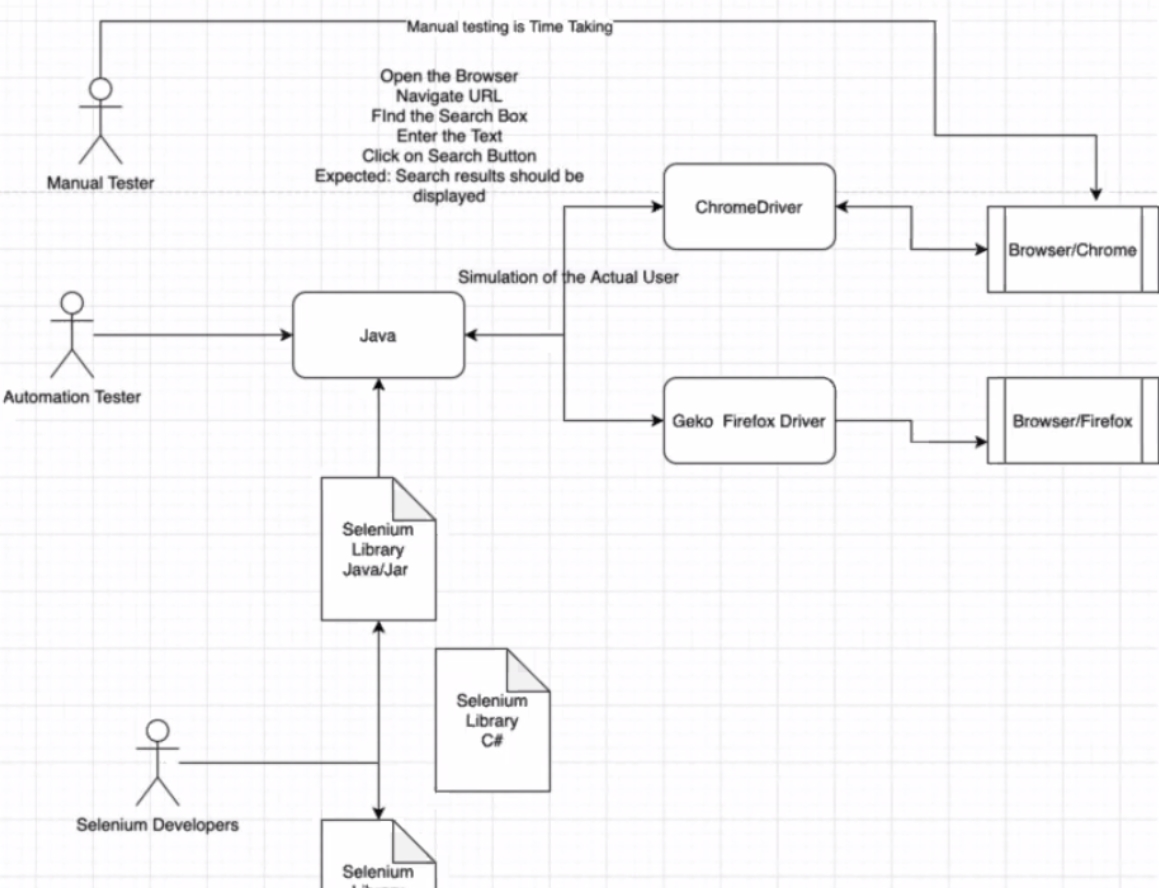 Manual testing is Time Taking
Open the Browser
Navigate URL
FInd the Search Box
Enter the Text
Click on Search Button
Expected: Search results should be
displayed
Manual Tester
ChromeDriver
Browser/Chrome
Simulation of the Actual User
Java
Automation Tester
Geko Firefox Driver
Browser/Firefox
Selenium
Library
Java/Jar
Selenium
Library
C#
Selenium Developers
Selenium
Library